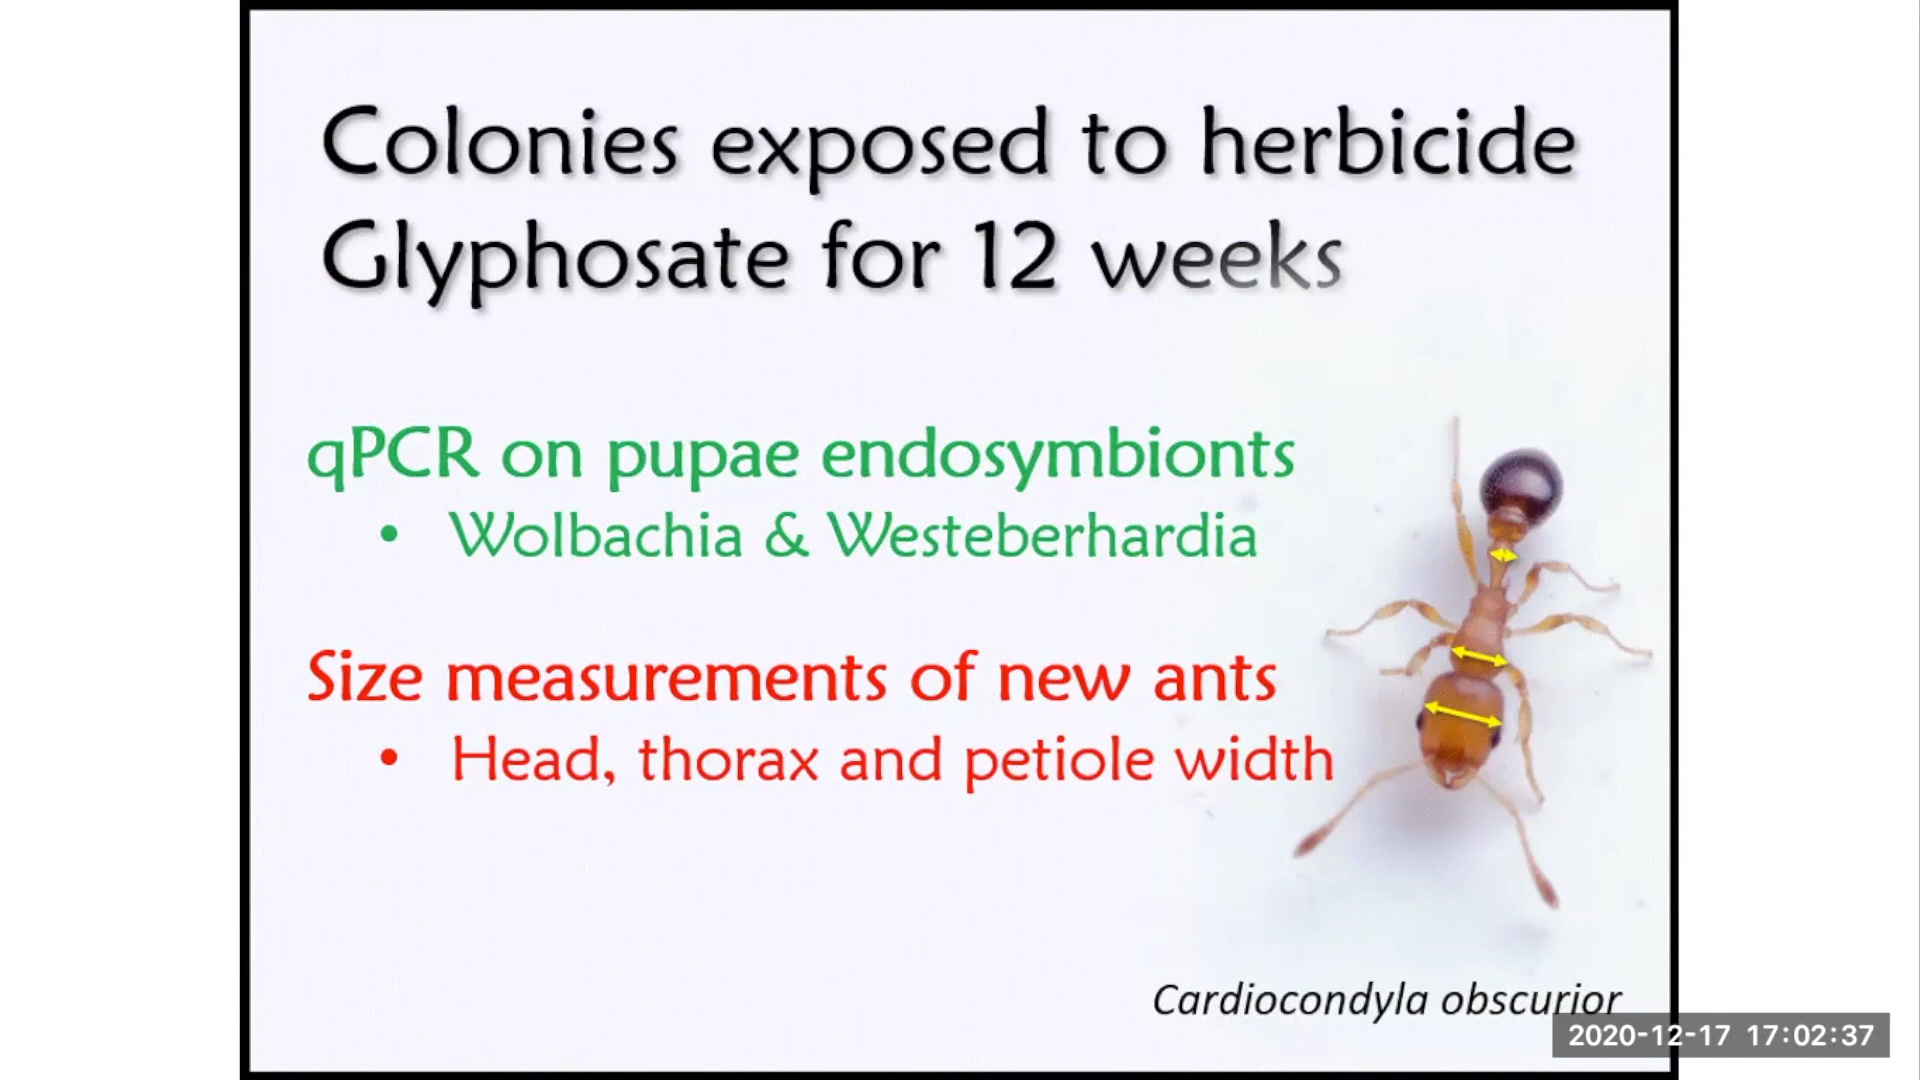 Colonies exposed to herbicide
Glyphosate for 12 weeks
qPCR on pupae endosymbionts
• Wolbachia & Westeberhardia
Size measurements of new ants
• Head, thorax and petiole width
Cardiocondyla obscurior
2020-12-17 17:02:37